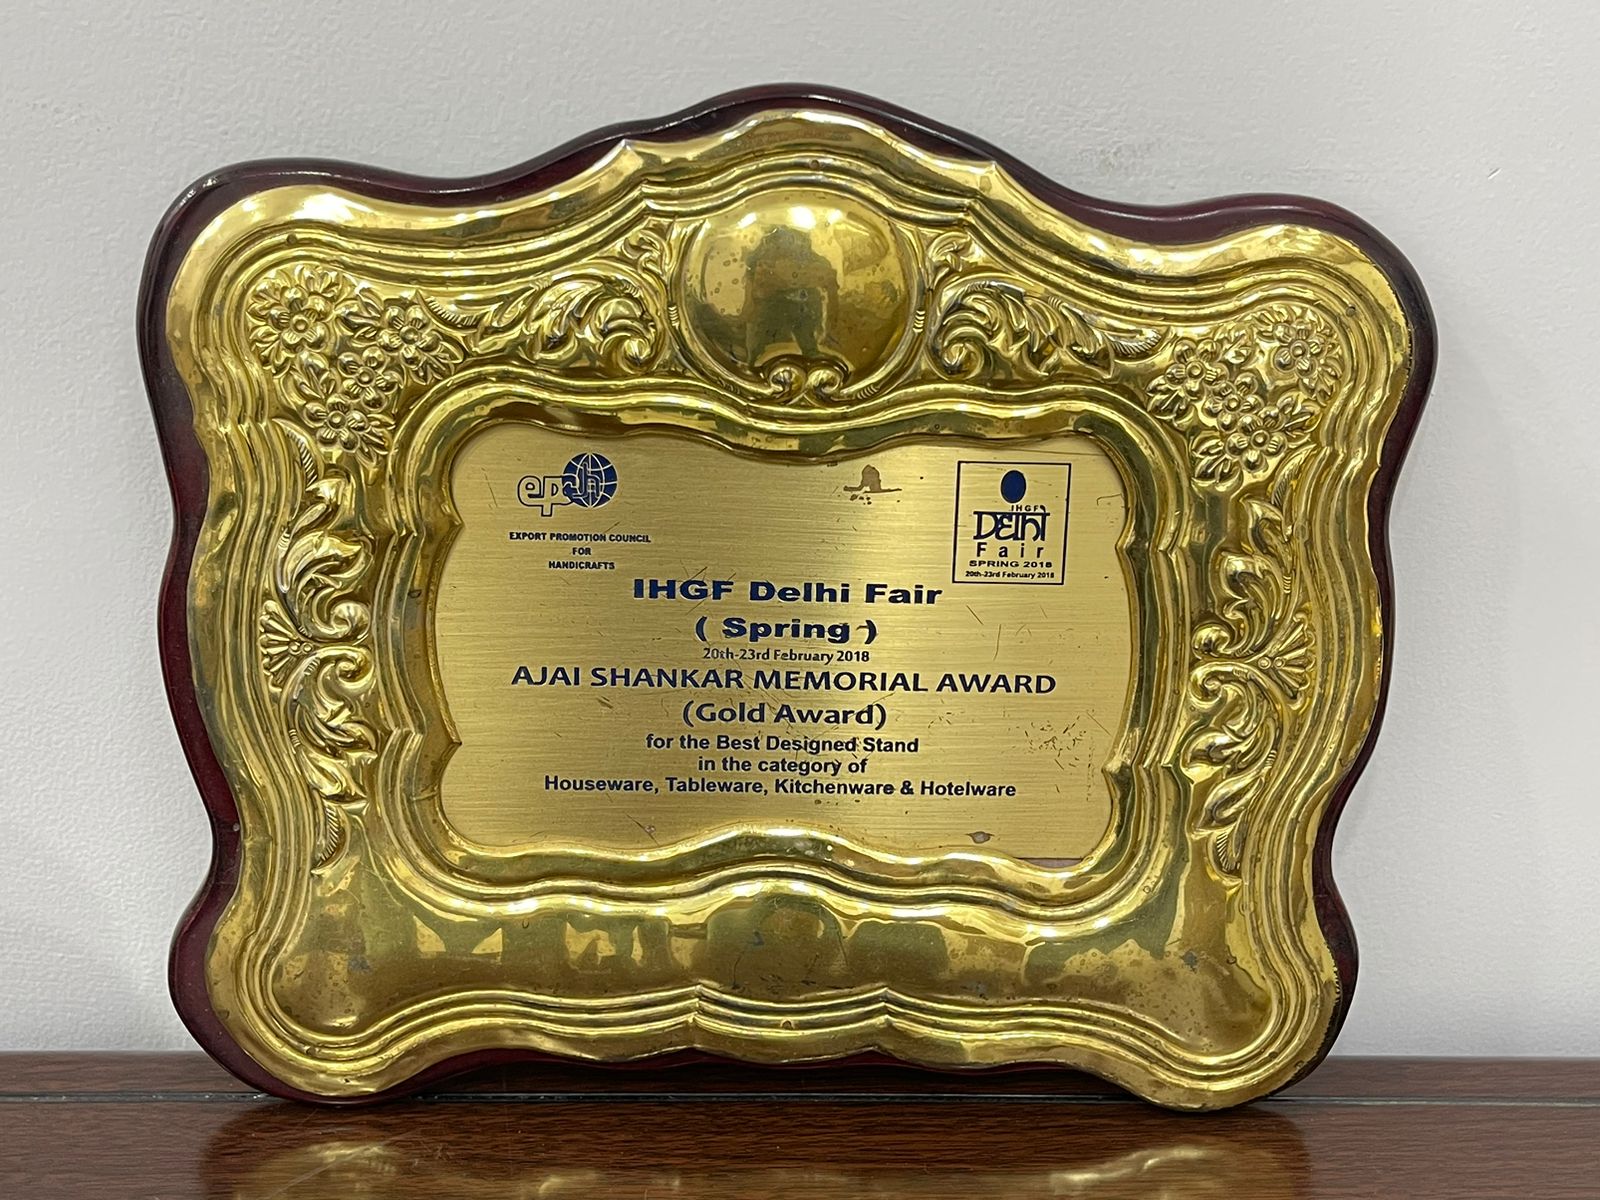 epch
EXPORT PROMOTION COUNCIL
FOR
HANDICRAFTS
IHGF
DElhi
Fair
SPRING 2018
20th-23rd February 2018
IHGF Delhi Fair
( Spring )
20th-23rd February 2018
AJAI SHANKAR MEMORIAL AWARD
(Gold Award)
for the Best Designed Stand
in the category of
Houseware, Tableware, Kitchenware & Hotelware